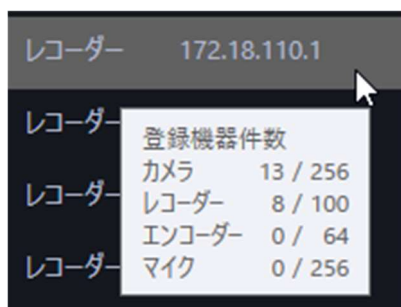 レコーダー 172.18.110.1
レコーダー
登録機器件数
カメラ 13 / 256
レコーダー
レコーダー 8 / 100
エンコーダー 0 / 64
レコーダー
マイク 0 / 256